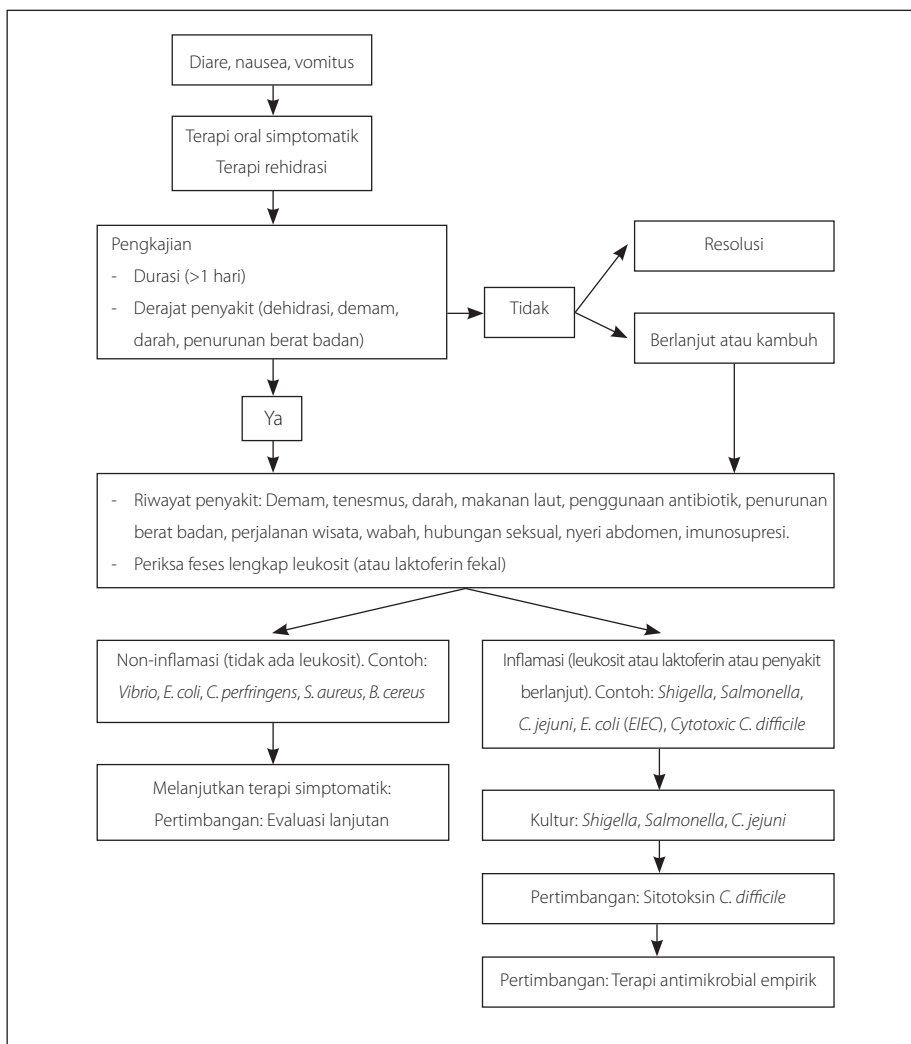 Diare, nausea, vomitus
Terapi oral simptomatik
Terapi rehidrasi
Pengkajian
- Durasi (>1 hari)
- Derajat penyakit (dehidrasi, demam,
darah, penurunan berat badan)
Tidak
Resolusi
Berlanjut atau kambuh
Ya
- Riwayat penyakit: Demam, tenesmus, darah, makanan laut, penggunaan antibiotik, penurunan
berat badan, perjalanan wisata, wabah, hubungan seksual, nyeri abdomen, imunosupresi.
- Periksa feses lengkap leukosit (atau laktoferin fekal)
Non-inflamasi (tidak ada leukosit). Contoh:
Vibrio, E. coli, C. perfringens, S. aureus, B. cereus
Melanjutkan terapi simptomatik:
Pertimbangan: Evaluasi lanjutan
Inflamasi (leukosit atau laktoferin atau penyakit
berlanjut). Contoh: Shigella, Salmonella,
C. jejuni, E. coli (EIEC), Cytotoxic C. difficile
Kultur: Shigella, Salmonella, C. jejuni
Pertimbangan: Sitotoksin C. difficile
Pertimbangan: Terapi antimikrobial empirik